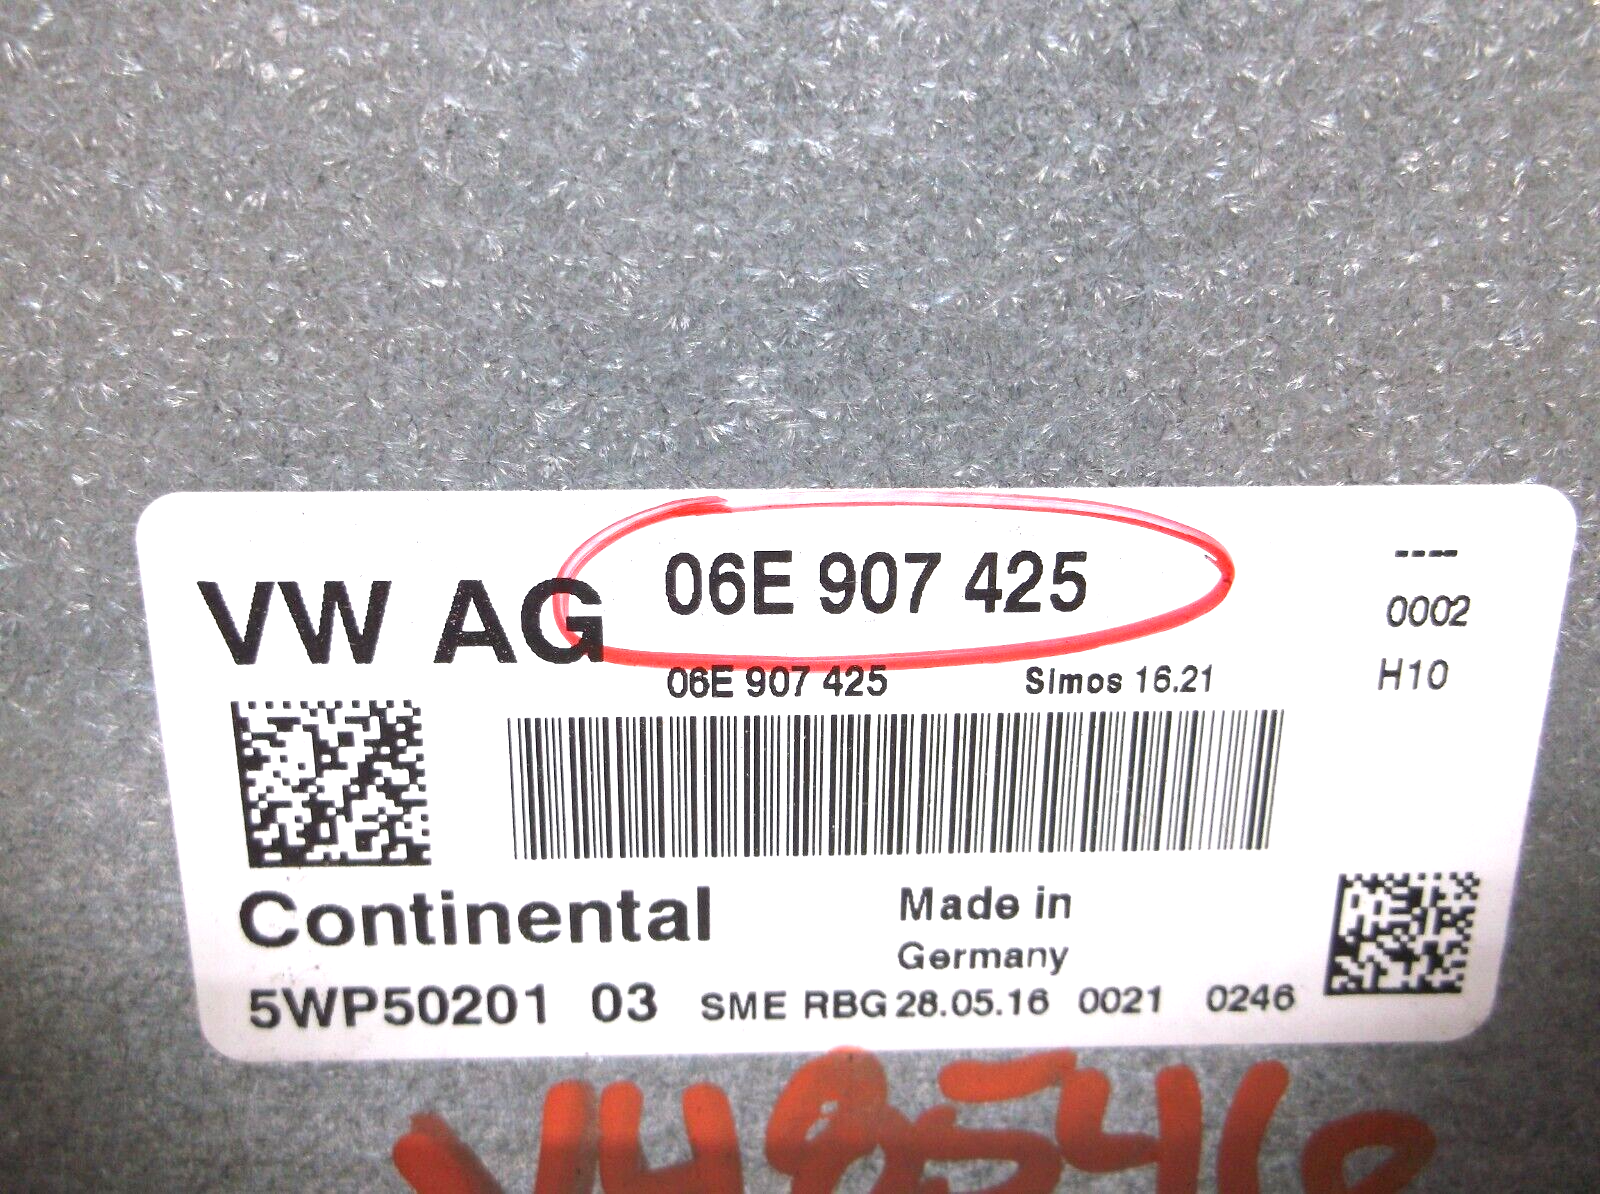 VW AG 06E 907 425 ----
0002
06E 907 425 Simos 16.21 H10
Continental Made in
Germany
5WP50201 03 SME RBG 28.05.16 0021 0246